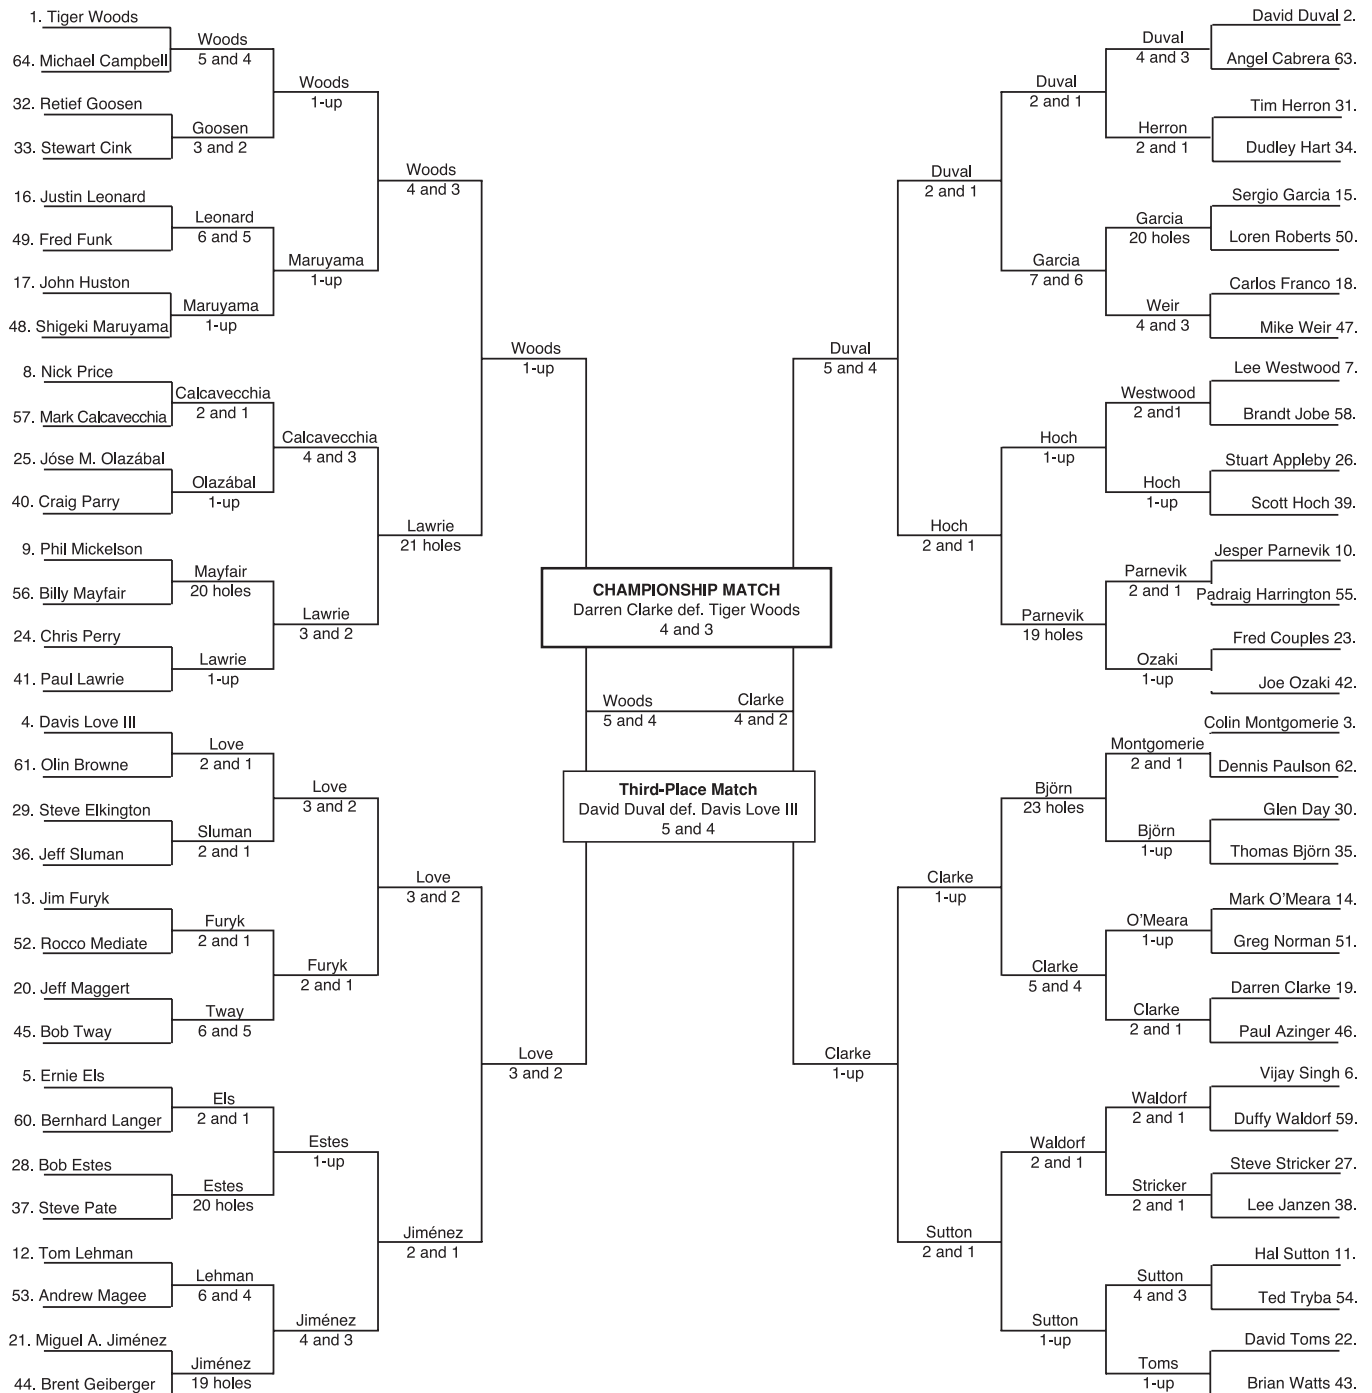 1. Tiger Woods
64. Michael Campbell
32. Retief Goosen
33. Stewart Cink
16. Justin Leonard
49. Fred Funk
17. John Huston
48. Shigeki Maruyama
8. Nick Price
57. Mark Calcavecchia
25. Jóse M. Olazábal
40. Craig Parry
9. Phil Mickelson
56. Billy Mayfair
24. Chris Perry
41. Paul Lawrie
4. Davis Love III
61. Olin Browne
29. Steve Elkington
36. Jeff Sluman
13. Jim Furyk
52. Rocco Mediate
20. Jeff Maggert
45. Bob Tway
5. Ernie Els
60. Bernhard Langer
28. Bob Estes
37. Steve Pate
12. Tom Lehman
53. Andrew Magee
21. Miguel A. Jiménez
44. Brent Geiberger
Woods
5 and 4
Goosen
3 and 2
Leonard
6 and 5
Maruyama
1-up
Calcavecchia
2 and 1
Olazábal
1-up
Mayfair
20 holes
Lawrie
1-up
Love
2 and 1
Sluman
2 and 1
Furyk
2 and 1
Tway
6 and 5
Els
2 and 1
Estes
20 holes
Lehman
6 and 4
Jiménez
19 holes
Woods
1-up
Maruyama
1-up
Calcavecchia
4 and 3
Lawrie
3 and 2
Love
3 and 2
Furyk
2 and 1
Estes
1-up
Jiménez
4 and 3
Woods
4 and 3
Lawrie
21 holes
Love
3 and 2
Jiménez
2 and 1
Woods
1-up
Love
3 and 2
CHAMPIONSHIP MATCH
Darren Clarke def. Tiger Woods
4 and 3
Woods
5 and 4
Clarke
4 and 2
Third-Place Match
David Duval def. Davis Love III
5 and 4
Duval
5 and 4
Clarke
1-up
Duval
2 and 1
Hoch
2 and 1
Clarke
1-up
Sutton
2 and 1
Duval
2 and 1
Garcia
7 and 6
Hoch
1-up
Parnevik
19 holes
Björn
23 holes
Clarke
5 and 4
Waldorf
2 and 1
Sutton
1-up
Duval
4 and 3
Herron
2 and 1
Garcia
20 holes
Weir
4 and 3
Westwood
2 and1
Hoch
1-up
Parnevik
2 and 1
Ozaki
1-up
Montgomerie
2 and 1
Björn
1-up
O’Meara
1-up
Clarke
2 and 1
Waldorf
2 and 1
Stricker
2 and 1
Sutton
4 and 3
Toms
1-up
David Duval 2.
Angel Cabrera 63.
Tim Herron 31.
Dudley Hart 34.
Sergio Garcia 15.
Loren Roberts 50.
Carlos Franco 18.
Mike Weir 47.
Lee Westwood 7.
Brandt Jobe 58.
Stuart Appleby 26.
Scott Hoch 39.
Jesper Parnevik 10.
Padraig Harrington 55.
Fred Couples 23.
Joe Ozaki 42.
Colin Montgomerie 3.
Dennis Paulson 62.
Glen Day 30.
Thomas Björn 35.
Mark O’Meara 14.
Greg Norman 51.
Darren Clarke 19.
Paul Azinger 46.
Vijay Singh 6.
Duffy Waldorf 59.
Steve Stricker 27.
Lee Janzen 38.
Hal Sutton 11.
Ted Tryba 54.
David Toms 22.
Brian Watts 43.